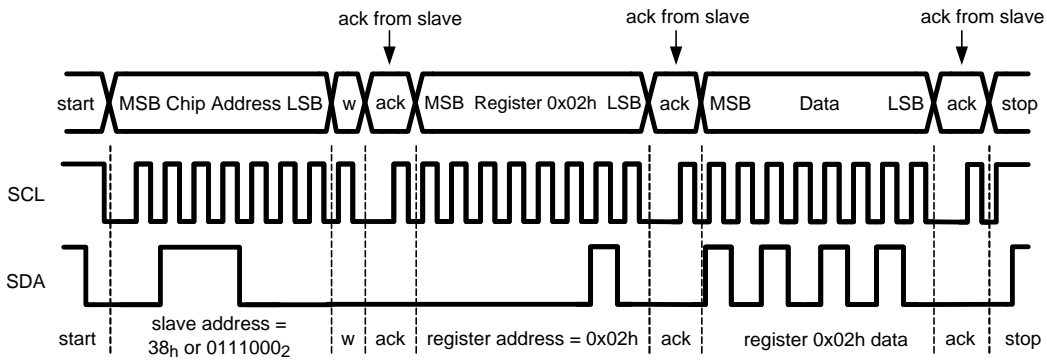 ack from slave ack from slave ack from slave
start MSB Chip Address LSB w ack MSB Register 0x02h LSB ack MSB Data LSB ack stop
SCL
SDA
start slave address = 38h or 01110002 w ack register address = 0x02h ack register 0x02h data ack stop